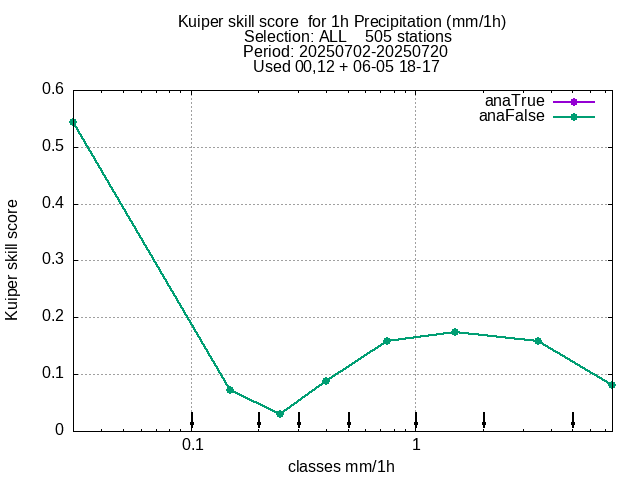 Kuiper skill score  for 1h Precipitation (mm/1h)
Selection: ALL    505 stations
Period: 20250702-20250720
Used 00,12 + 06-05 18-17
anaTrue
anaFalse
0.6
0.5
0.4
0.3
0.2
0.1
0
Kuiper skill score
0.1
1
classes mm/1h